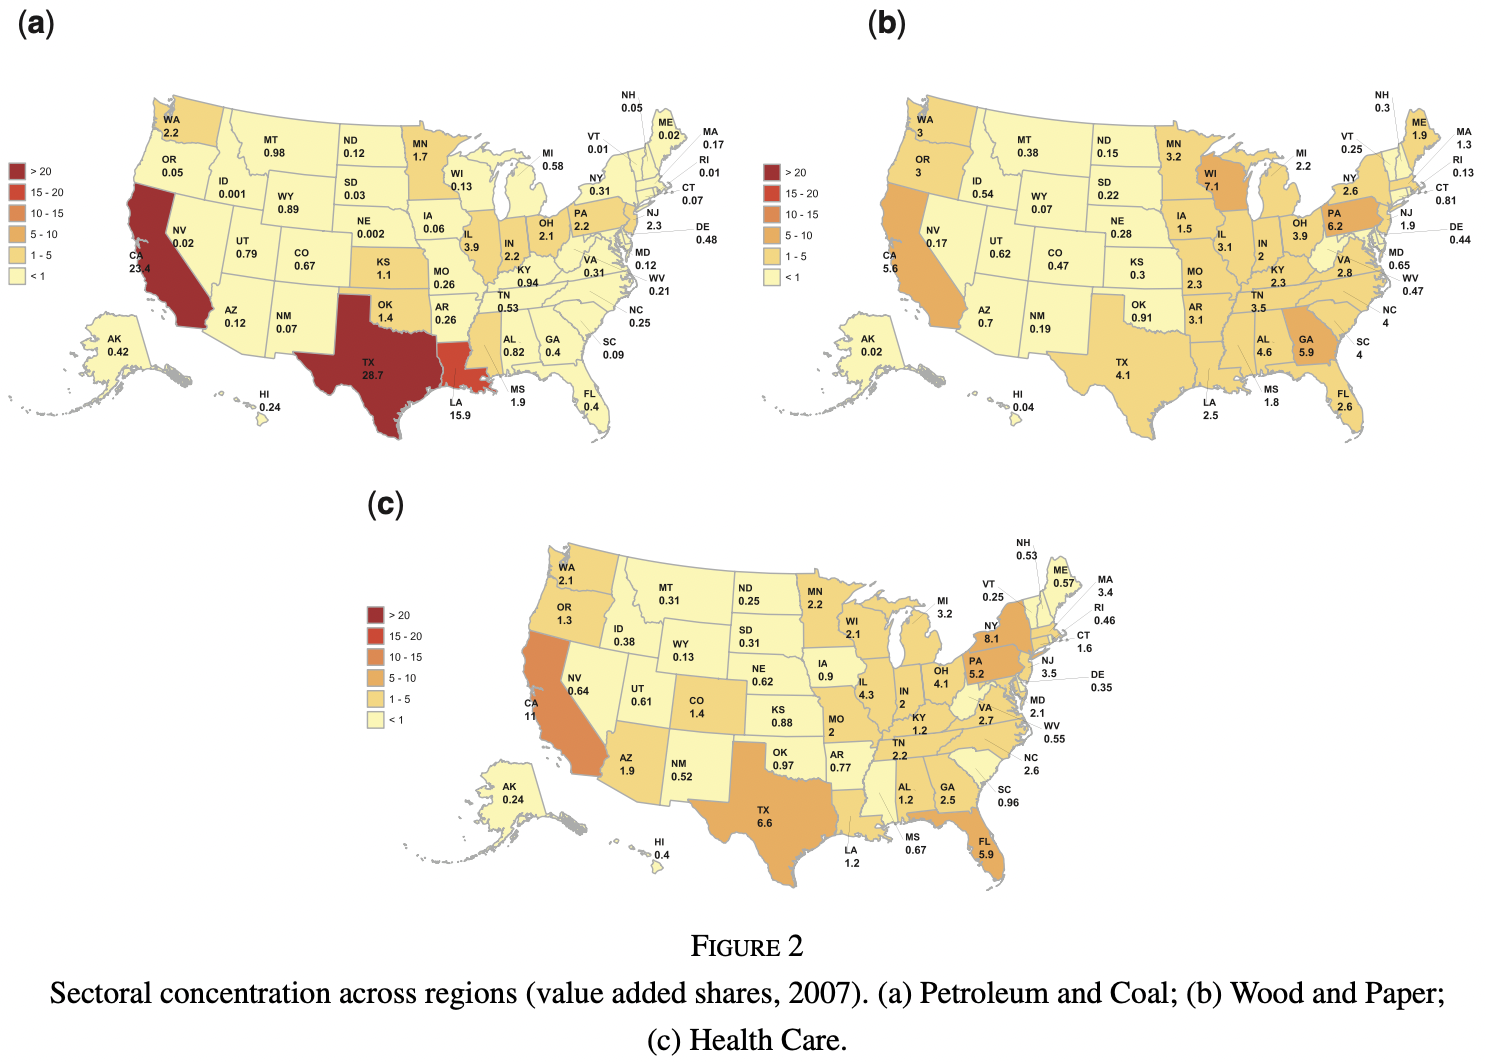 (a)
NH
0.05
ME
0.02
MA
0.17
VT
0.01
WA
2.2
MT
0.98
ND
0.12
MN
1.7
MI
0.58
RI
0.01
OR
0.05
> 20
15 - 20
10 - 15
5 - 10
1 - 5
< 1
ID
0.001
WY
0.89
SD
0.03
WI
0.13
NY
0.31
CT
0.07
NV
0.02
UT
0.79
CO
0.67
NE
0.002
IA
0.06
IL
3.9
IN
2.2
OH
2.1
PA
2.2
NJ
2.3
DE
0.48
CA
23.4
KS
1.1
MO
0.26
KY
0.94
VA
0.31
MD
0.12
WV
0.21
AZ
0.12
NM
0.07
OK
1.4
AR
0.26
TN
0.53
NC
0.25
AK
0.42
TX
28.7
AL
0.82
GA
0.4
SC
0.09
HI
0.24
LA
15.9
MS
1.9
FL
0.4
(b)
NH
0.3
ME
1.9
MA
1.3
VT
0.25
WA
3
MT
0.38
ND
0.15
MN
3.2
MI
2.2
RI
0.13
OR
3
> 20
15 - 20
10 - 15
5 - 10
1 - 5
< 1
ID
0.54
WY
0.07
SD
0.22
WI
7.1
NY
2.6
CT
0.81
NV
0.17
UT
0.62
CO
0.47
NE
0.28
IA
1.5
IL
3.1
IN
2
OH
3.9
PA
6.2
NJ
1.9
DE
0.44
CA
5.6
KS
0.3
MO
2.3
KY
2.3
VA
2.8
MD
0.65
WV
0.47
AZ
0.7
NM
0.19
OK
0.91
AR
3.1
TN
3.5
NC
4
AK
0.02
TX
4.1
AL
4.6
GA
5.9
SC
4
HI
0.04
LA
2.5
MS
1.8
FL
2.6
(c)
NH
0.53
ME
0.57
MA
3.4
VT
0.25
WA
2.1
MT
0.31
ND
0.25
MN
2.2
MI
3.2
RI
0.46
OR
1.3
> 20
15 - 20
10 - 15
5 - 10
1 - 5
< 1
ID
0.38
WY
0.13
SD
0.31
WI
2.1
NY
8.1
CT
1.6
NV
0.64
UT
0.61
CO
1.4
NE
0.62
IA
0.9
IL
4.3
IN
2
OH
4.1
PA
5.2
NJ
3.5
DE
0.35
CA
11
KS
0.88
MO
2
KY
1.2
VA
2.7
MD
2.1
WV
0.55
AZ
1.9
NM
0.52
OK
0.97
AR
0.77
TN
2.2
NC
2.6
AK
0.24
TX
6.6
AL
1.2
GA
2.5
SC
0.96
HI
0.4
LA
1.2
MS
0.67
FL
5.9
FIGURE 2
Sectoral concentration across regions (value added shares, 2007). (a) Petroleum and Coal; (b) Wood and Paper;
(c) Health Care.